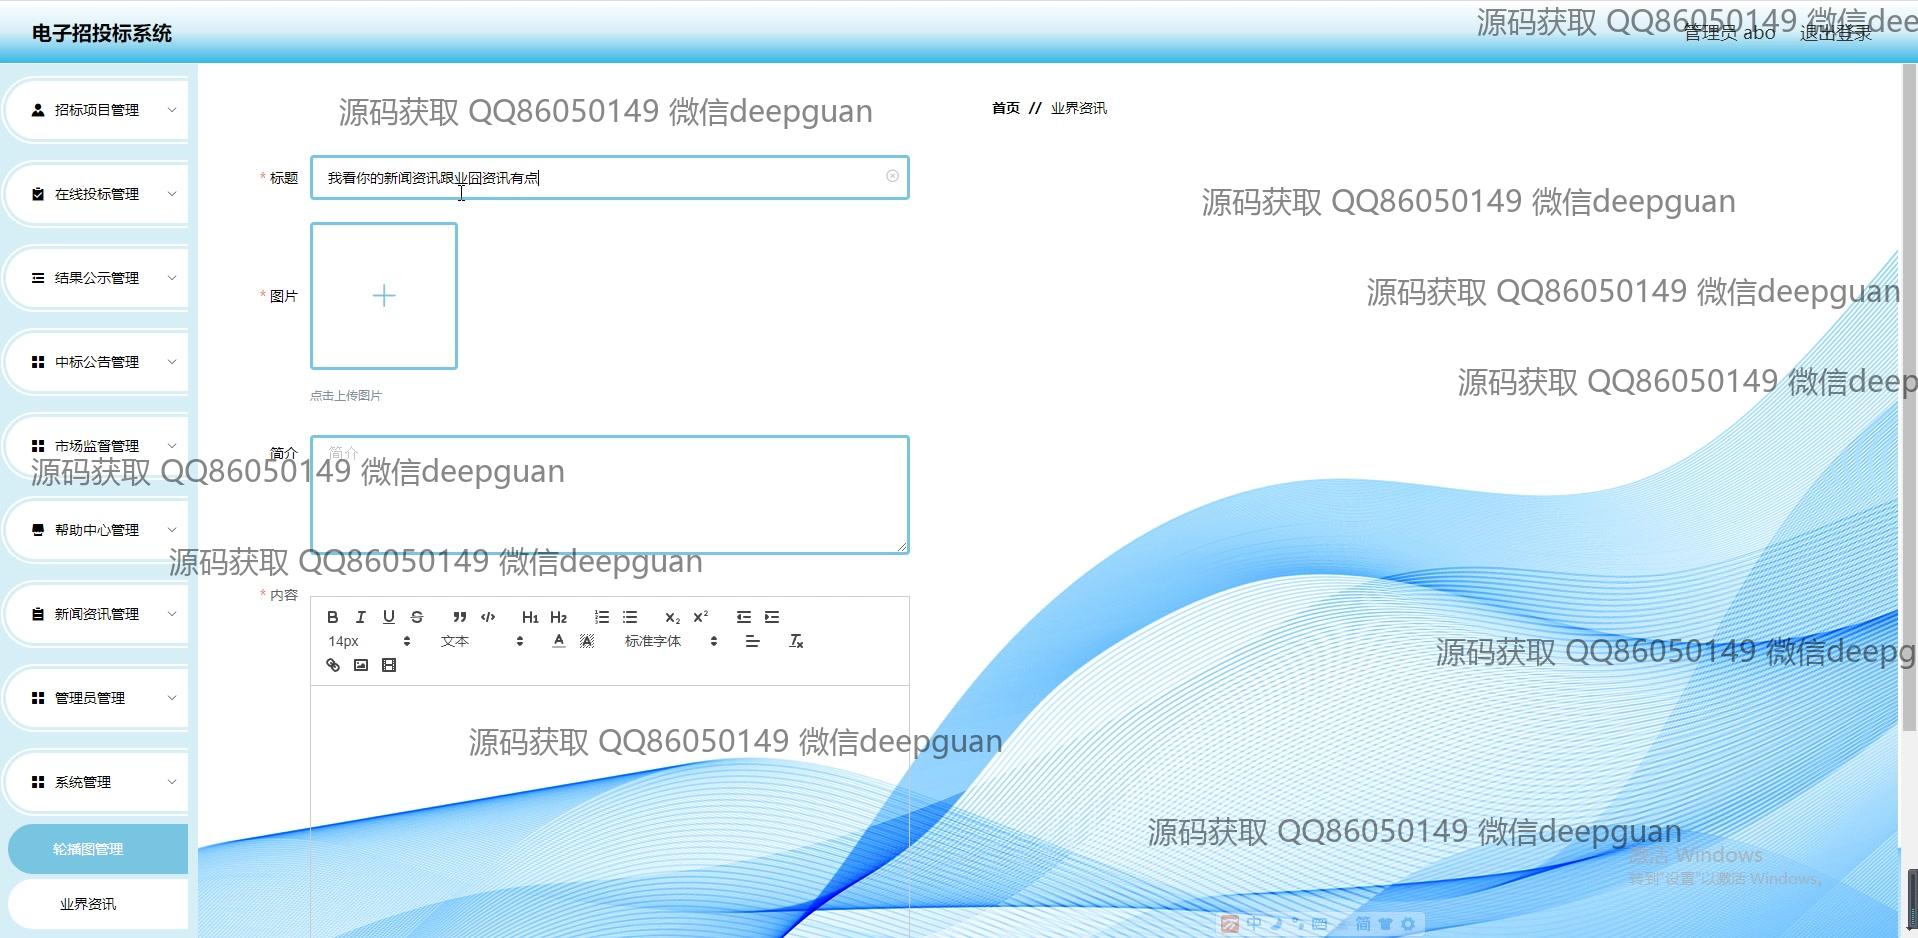 电子招投标系统
源码获取 QQ86050149 微信deep
管理员 abo 退出登录
招标项目管理
在线投标管理
结果公示管理
中标公告管理
市场监督管理
帮助中心管理
新闻资讯管理
管理员管理
系统管理
轮播图管理
业界资讯
源码获取 QQ86050149 微信deepguan
首页 // 业界资讯
* 标题
我看你的新闻资讯跟业囧资讯有点
源码获取 QQ86050149 微信deepguan
* 图片
源码获取 QQ86050149 微信deepguan
点击上传图片
源码获取 QQ86050149 微信deep
简介
简介
源码获取 QQ86050149 微信deepguan
源码获取 QQ86050149 微信deepguan
* 内容
B I U S H1 H2 X2 X2
14px 文本 A A 标准字体 Tx
源码获取 QQ86050149 微信deepg
源码获取 QQ86050149 微信deepguan
源码获取 QQ86050149 微信deepguan
激活 Windows
转到"设置"以激活 Windows。
中 简